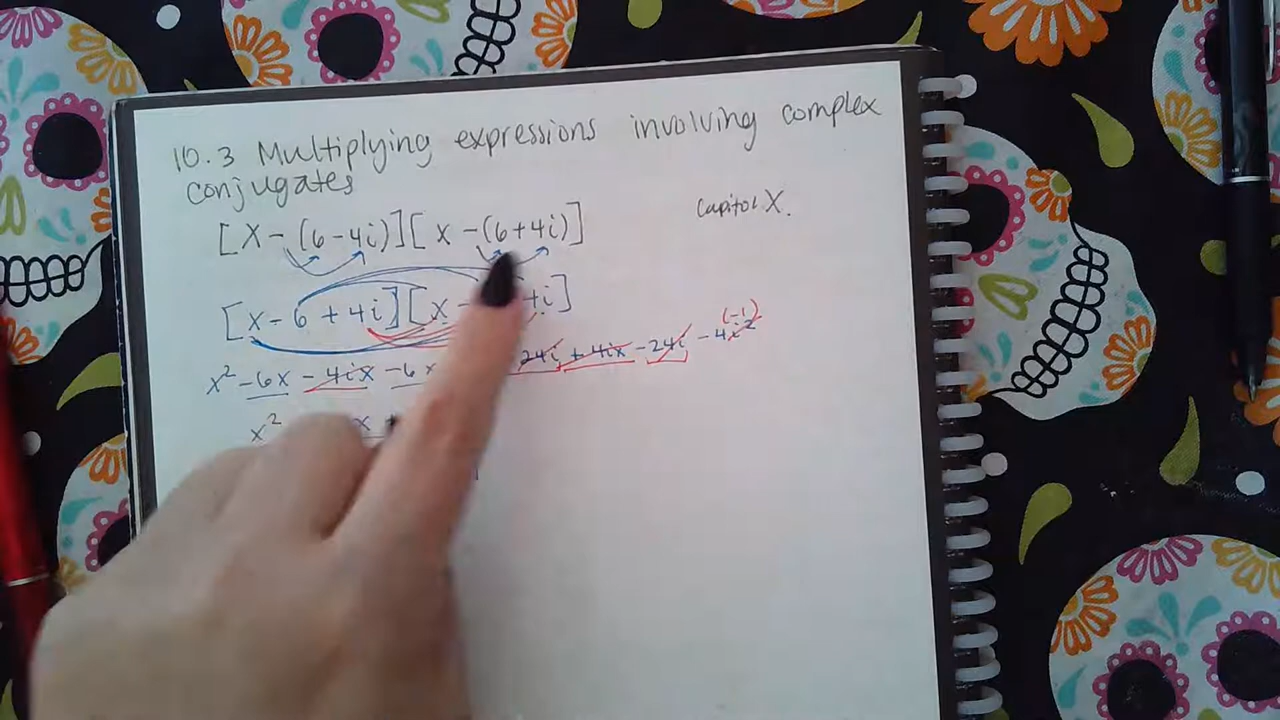 10.3 Multiplying expressions involving complex
conjugates
Capitol X.
[X - (6 - 4i)][x - (6 + 4i)]
[x - 6 + 4i][x - +i]
(-1)
x² - 6x - 4ix - 6x 24i + 4ix - 24i - 4i²
x² x